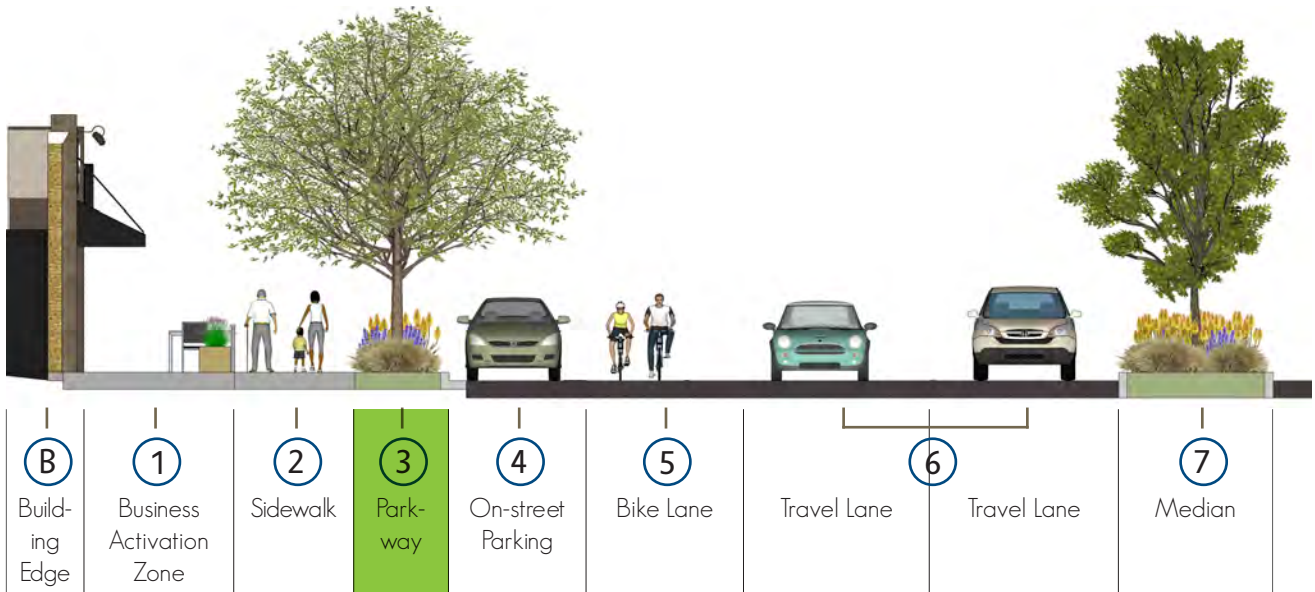 B
Build-
ing
Edge
1
Business
Activation
Zone
2
Sidewalk
3
Park-
way
4
On-street
Parking
5
Bike Lane
6
Travel Lane
Travel Lane
7
Median